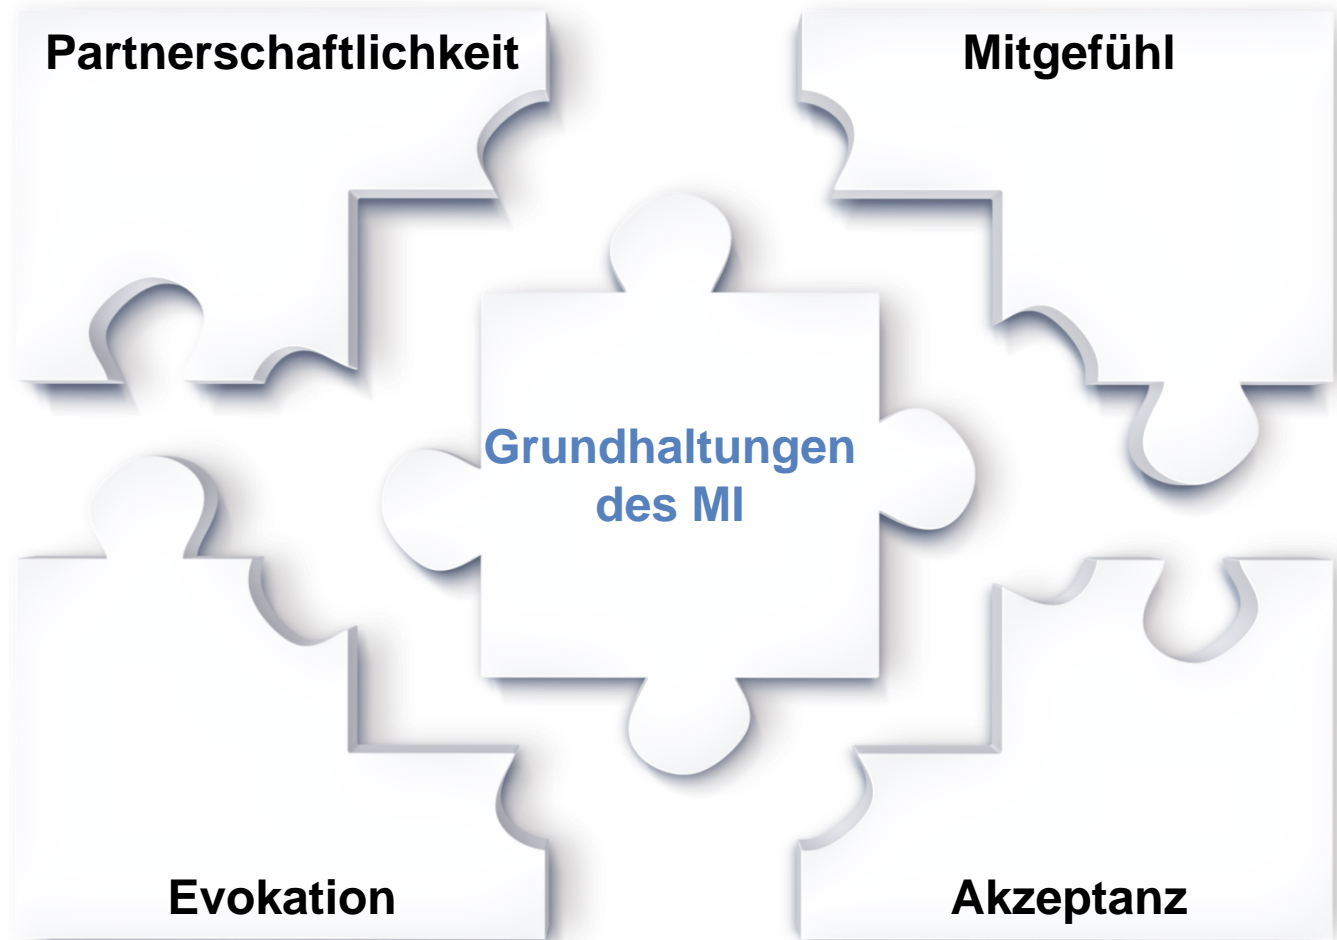 Partnerschaftlichkeit
Mitgefühl
Grundhaltungen
des MI
Evokation
Akzeptanz